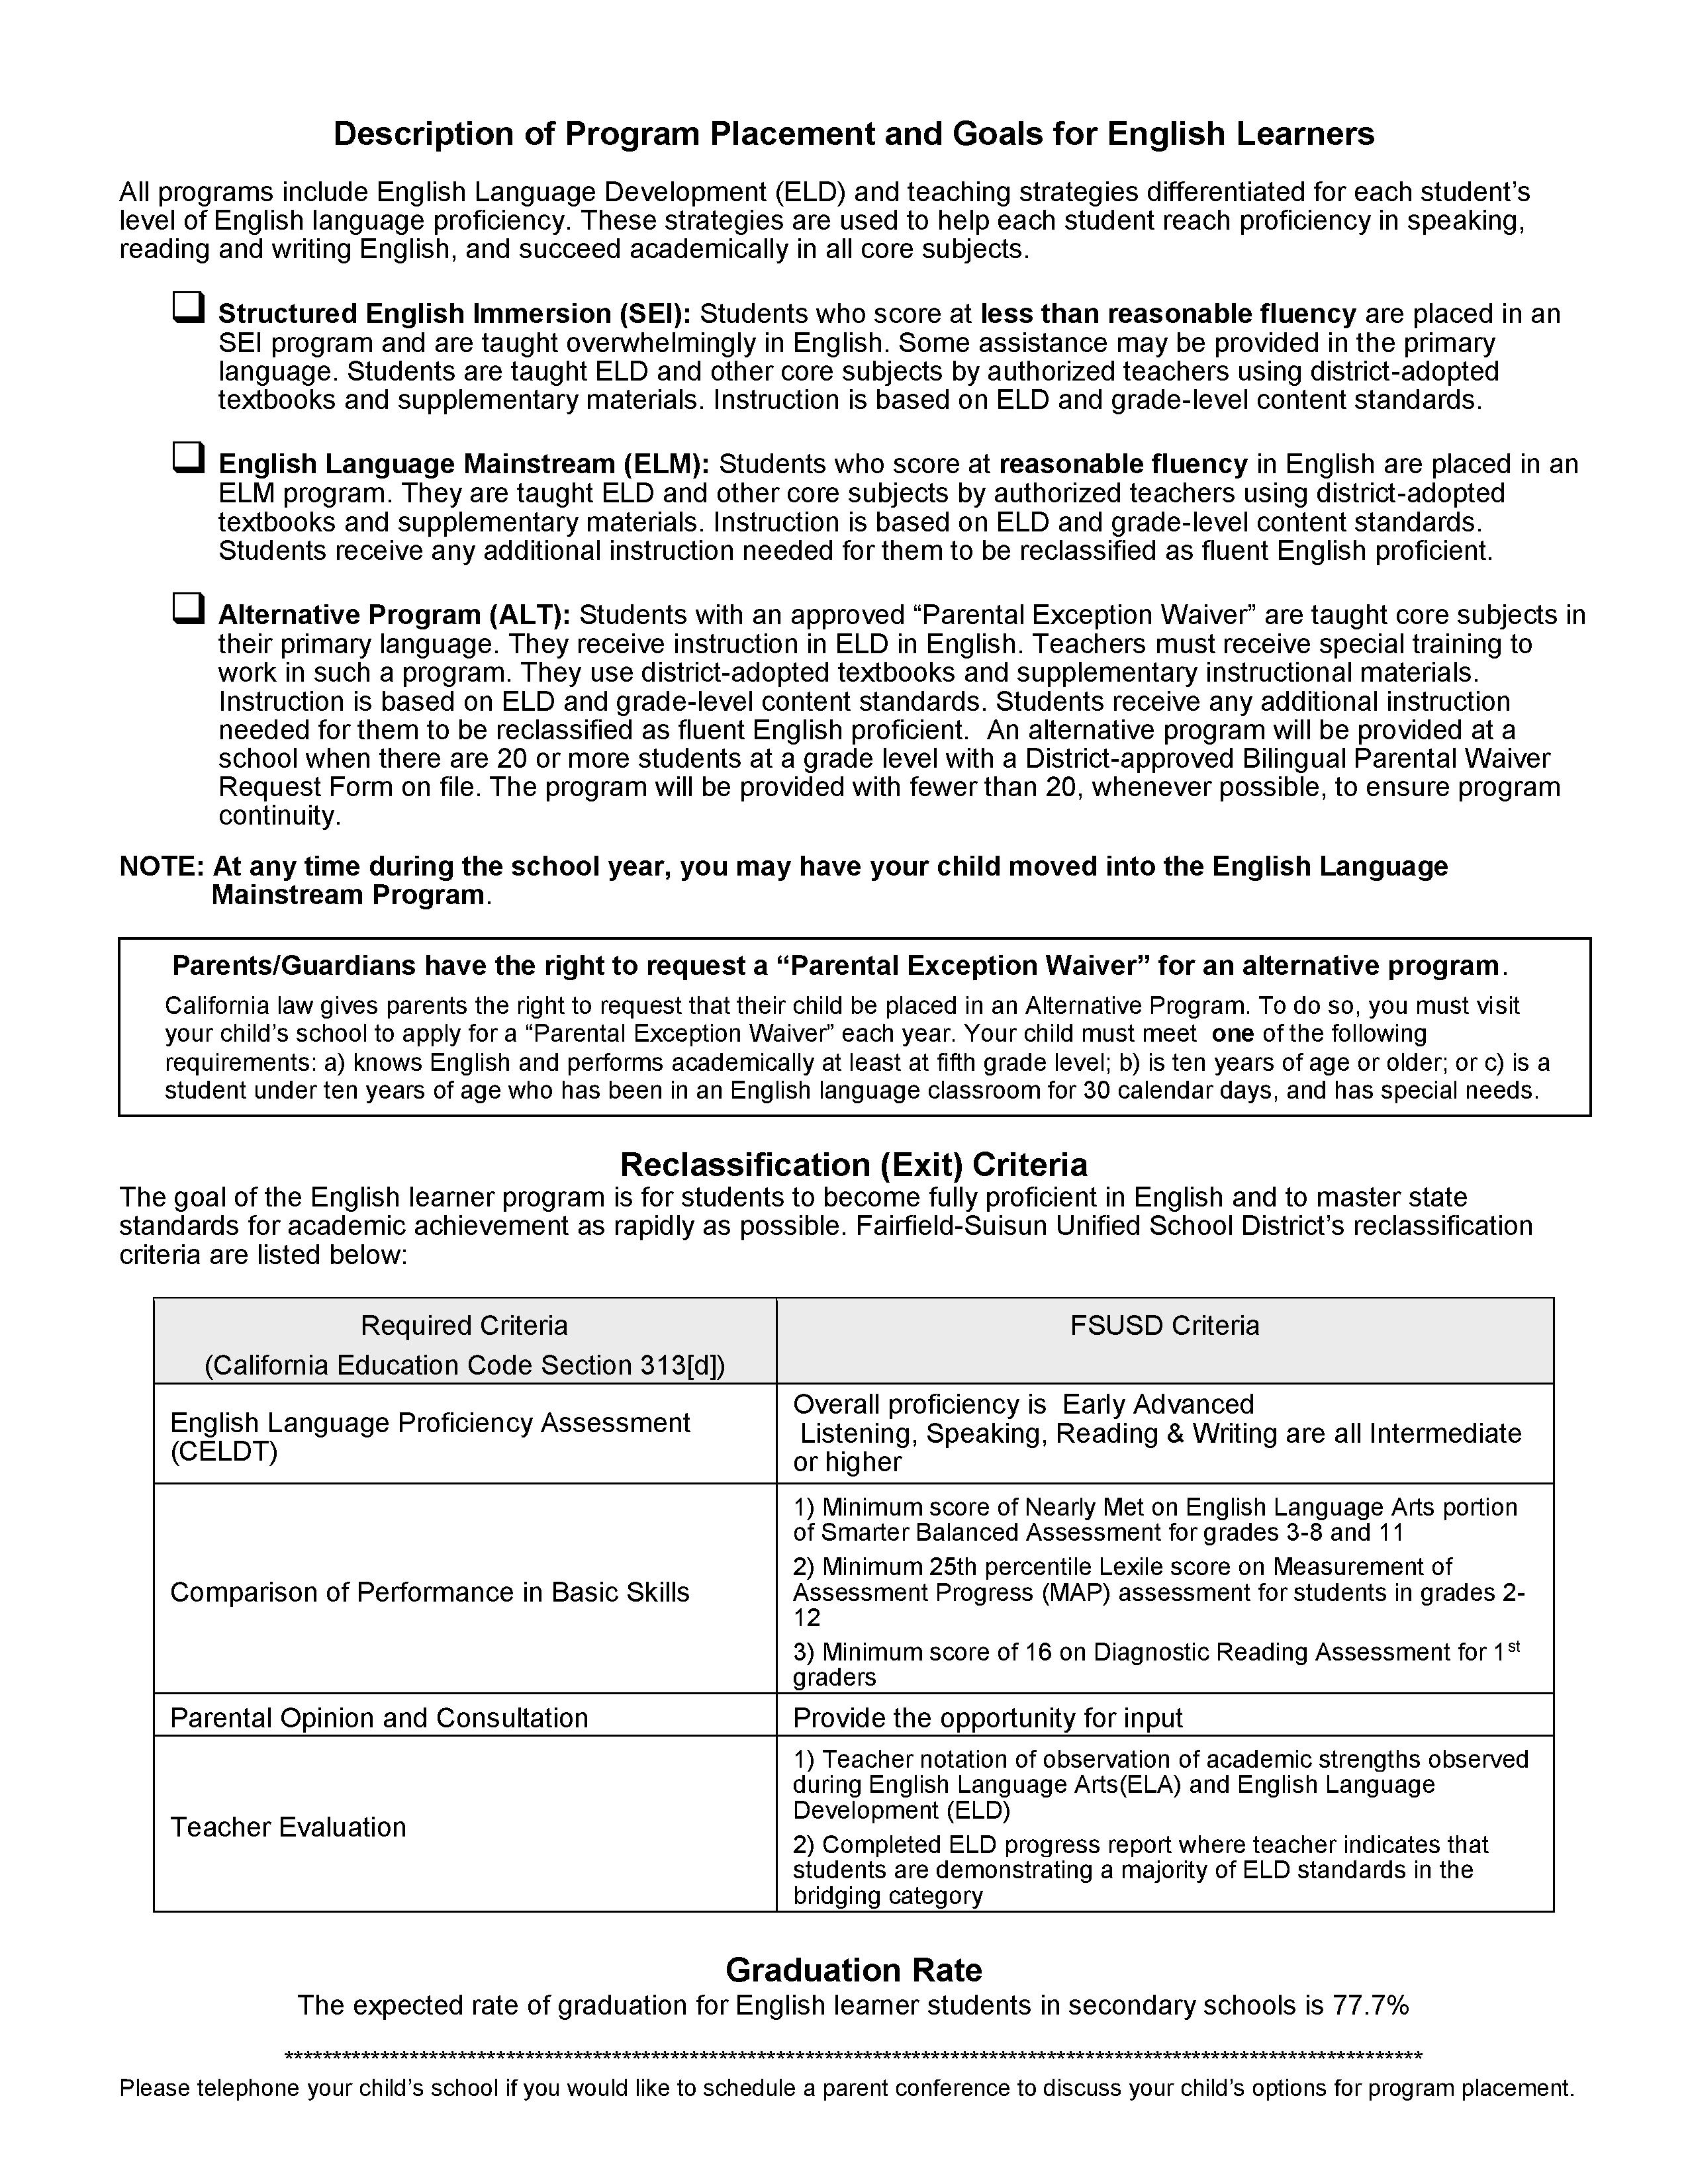 Description of Program Placement and Goals for English Learners
All programs include English Language Development (ELD) and teaching strategies differentiated for each student’s
level of English language proficiency. These strategies are used to help each student reach proficiency in speaking,
reading and writing English, and succeed academically in all core subjects.
❑ Structured English Immersion (SEI): Students who score at less than reasonable fluency are placed in an
SEI program and are taught overwhelmingly in English. Some assistance may be provided in the primary
language. Students are taught ELD and other core subjects by authorized teachers using district-adopted
textbooks and supplementary materials. Instruction is based on ELD and grade-level content standards.
❑ English Language Mainstream (ELM): Students who score at reasonable fluency in English are placed in an
ELM program. They are taught ELD and other core subjects by authorized teachers using district-adopted
textbooks and supplementary materials. Instruction is based on ELD and grade-level content standards.
Students receive any additional instruction needed for them to be reclassified as fluent English proficient.
❑ Alternative Program (ALT): Students with an approved “Parental Exception Waiver” are taught core subjects in
their primary language. They receive instruction in ELD in English. Teachers must receive special training to
work in such a program. They use district-adopted textbooks and supplementary instructional materials.
Instruction is based on ELD and grade-level content standards. Students receive any additional instruction
needed for them to be reclassified as fluent English proficient.  An alternative program will be provided at a
school when there are 20 or more students at a grade level with a District-approved Bilingual Parental Waiver
Request Form on file. The program will be provided with fewer than 20, whenever possible, to ensure program
continuity.
NOTE: At any time during the school year, you may have your child moved into the English Language
Mainstream Program.
Parents/Guardians have the right to request a “Parental Exception Waiver” for an alternative program.
California law gives parents the right to request that their child be placed in an Alternative Program. To do so, you must visit
your child’s school to apply for a “Parental Exception Waiver” each year. Your child must meet  one of the following
requirements: a) knows English and performs academically at least at fifth grade level; b) is ten years of age or older; or c) is a
student under ten years of age who has been in an English language classroom for 30 calendar days, and has special needs.
Reclassification (Exit) Criteria
The goal of the English learner program is for students to become fully proficient in English and to master state
standards for academic achievement as rapidly as possible. Fairfield-Suisun Unified School District’s reclassification
criteria are listed below:
Required Criteria
(California Education Code Section 313[d])
FSUSD Criteria
English Language Proficiency Assessment
(CELDT)
Overall proficiency is  Early Advanced
Listening, Speaking, Reading & Writing are all Intermediate
or higher
Comparison of Performance in Basic Skills
1) Minimum score of Nearly Met on English Language Arts portion
of Smarter Balanced Assessment for grades 3-8 and 11
2) Minimum 25th percentile Lexile score on Measurement of
Assessment Progress (MAP) assessment for students in grades 2-
12
3) Minimum score of 16 on Diagnostic Reading Assessment for 1st
graders
Parental Opinion and Consultation
Provide the opportunity for input
Teacher Evaluation
1) Teacher notation of observation of academic strengths observed
during English Language Arts(ELA) and English Language
Development (ELD)
2) Completed ELD progress report where teacher indicates that
students are demonstrating a majority of ELD standards in the
bridging category
Graduation Rate
The expected rate of graduation for English learner students in secondary schools is 77.7%
**********************************************************************************************************************
Please telephone your child’s school if you would like to schedule a parent conference to discuss your child’s options for program placement.